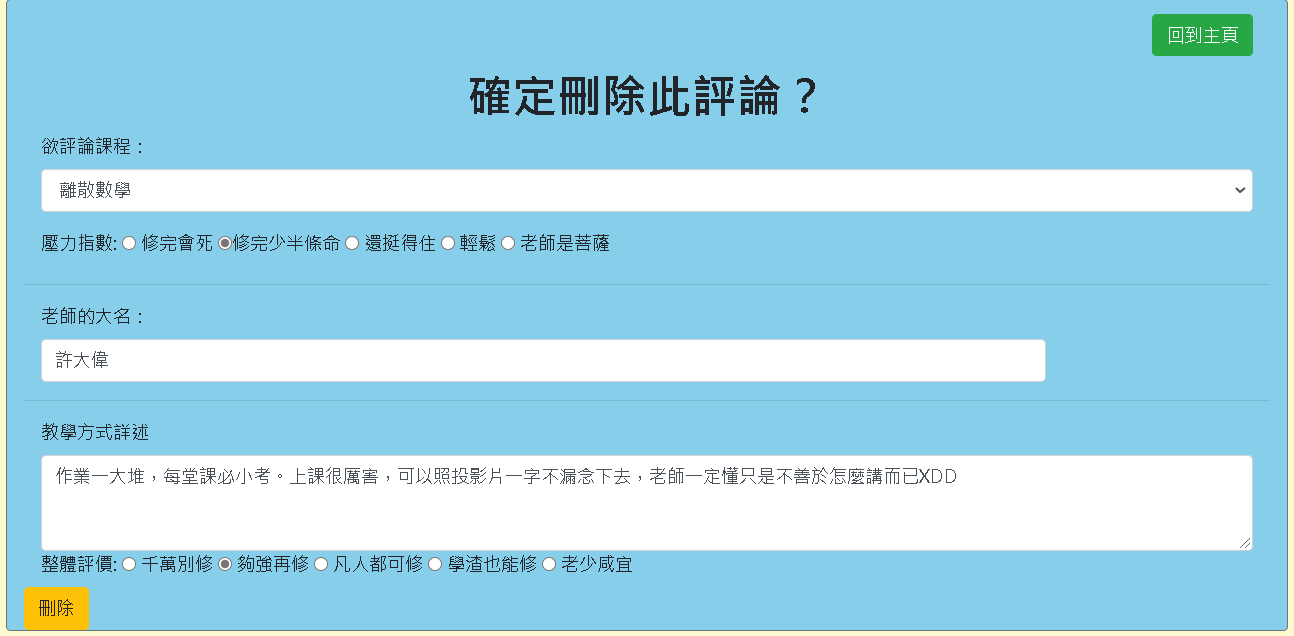 回到主頁
確定刪除此評論？
欲評論課程：
離散數學
壓力指數: 修完會死 修完少半條命 還挺得住 輕鬆 老師是菩薩
老師的大名：
許大偉
教學方式詳述
作業一大堆，每堂課必小考。上課很厲害，可以照投影片一字不漏念下去，老師一定懂只是不善於怎麼講而已XDD
整體評價: 千萬別修 夠強再修 凡人都可修 學渣也能修 老少咸宜
刪除